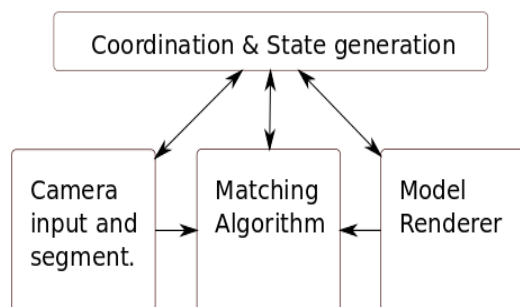 Coordination & State generation
Camera
input and
segment.
Matching
Algorithm
Model
Renderer